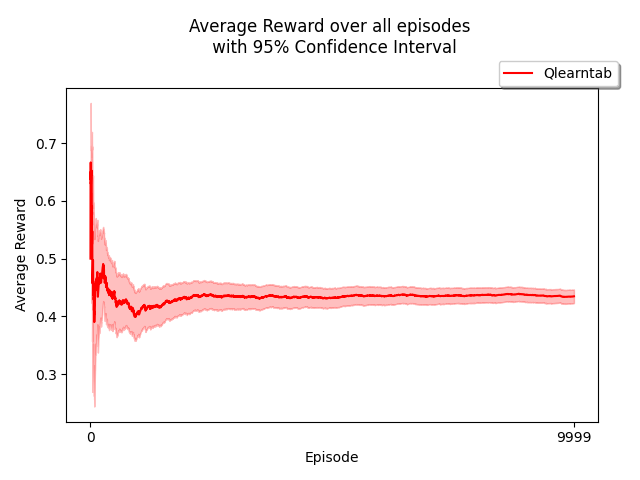 Average Reward over all episodes
with 95% Confidence Interval
Qlearntab
Average Reward
0.7
0.6
0.5
0.4
0.3
0
9999
Episode